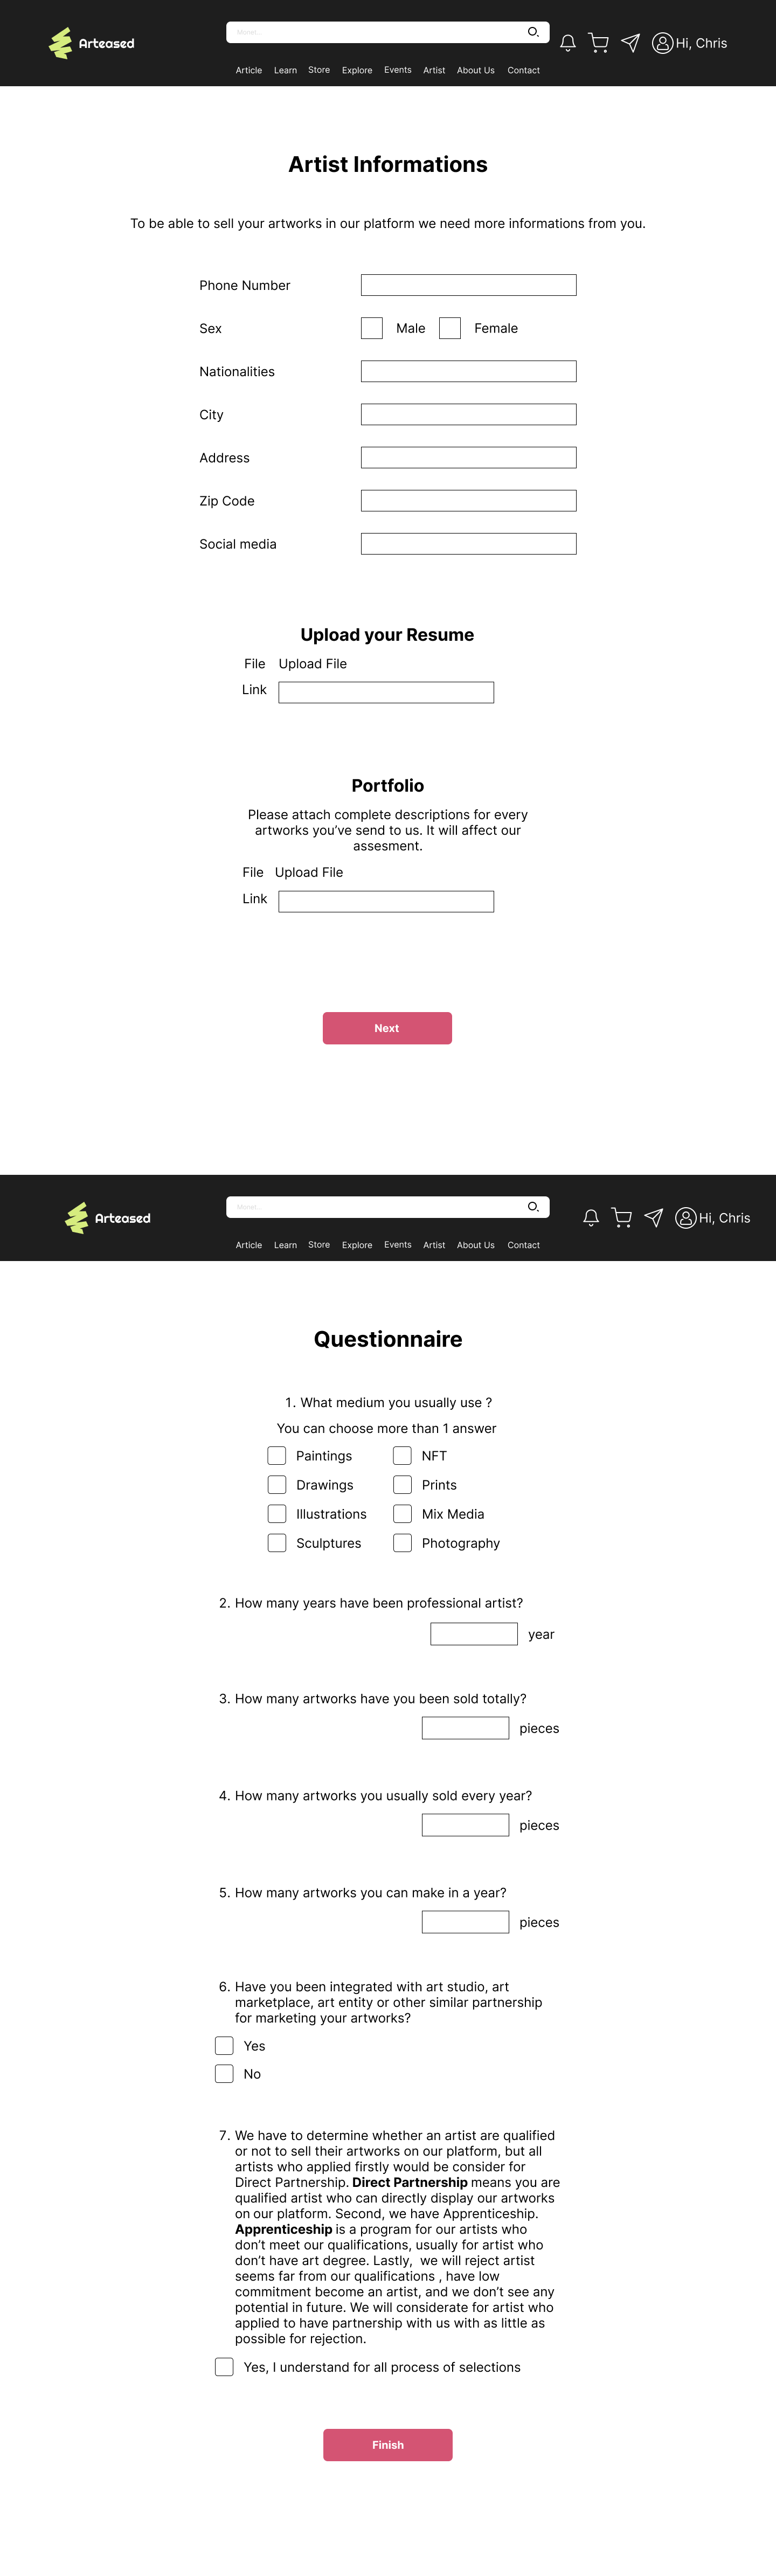 Arteased
Monet...
Hi, Chris
Article Learn Store Explore Events Artist About Us Contact
Artist Informations
To be able to sell your artworks in our platform we need more informations from you.
Phone Number
Sex Male Female
Nationalities
City
Address
Zip Code
Social media
Upload your Resume
File Upload File
Link
Portfolio
Please attach complete descriptions for every
artworks you’ve send to us. It will affect our
assesment.
File Upload File
Link
Next
Arteased
Monet...
Hi, Chris
Article Learn Store Explore Events Artist About Us Contact
Questionnaire
1. What medium you usually use ?
You can choose more than 1 answer
Paintings NFT
Drawings Prints
Illustrations Mix Media
Sculptures Photography
2. How many years have been professional artist?
year
3. How many artworks have you been sold totally?
pieces
4. How many artworks you usually sold every year?
pieces
5. How many artworks you can make in a year?
pieces
6. Have you been integrated with art studio, art
marketplace, art entity or other similar partnership
for marketing your artworks?
Yes
No
7. We have to determine whether an artist are qualified
or not to sell their artworks on our platform, but all
artists who applied firstly would be consider for
Direct Partnership. Direct Partnership means you are
qualified artist who can directly display our artworks
on our platform. Second, we have Apprenticeship.
Apprenticeship is a program for our artists who
don’t meet our qualifications, usually for artist who
don’t have art degree. Lastly, we will reject artist
seems far from our qualifications , have low
commitment become an artist, and we don’t see any
potential in future. We will considerate for artist who
applied to have partnership with us with as little as
possible for rejection.
Yes, I understand for all process of selections
Finish